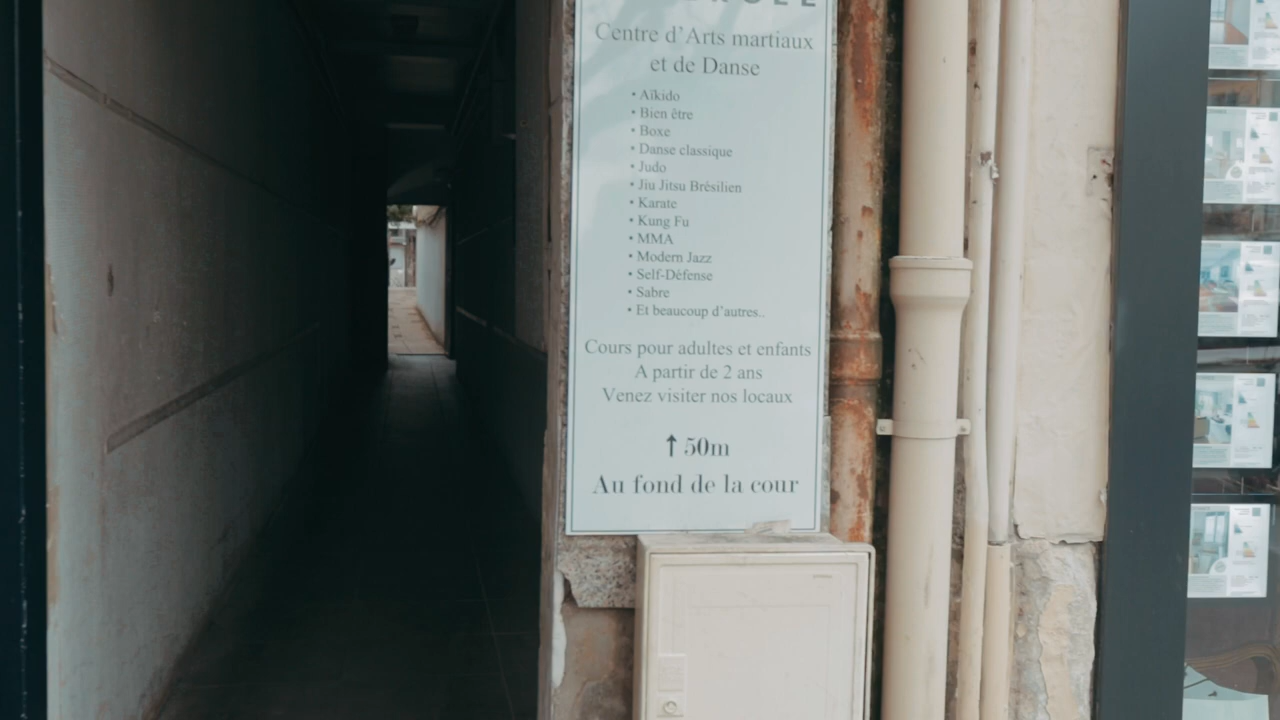 Centre d'Arts martiaux
et de Danse
• Aïkido
• Bien être
• Boxe
• Danse classique
• Judo
• Jiu Jitsu Brésilien
• Karate
• Kung Fu
• MMA
• Modern Jazz
• Self-Défense
• Sabre
• Et beaucoup d'autres..
Cours pour adultes et enfants
A partir de 2 ans
Venez visiter nos locaux
↑ 50m
Au fond de la cour